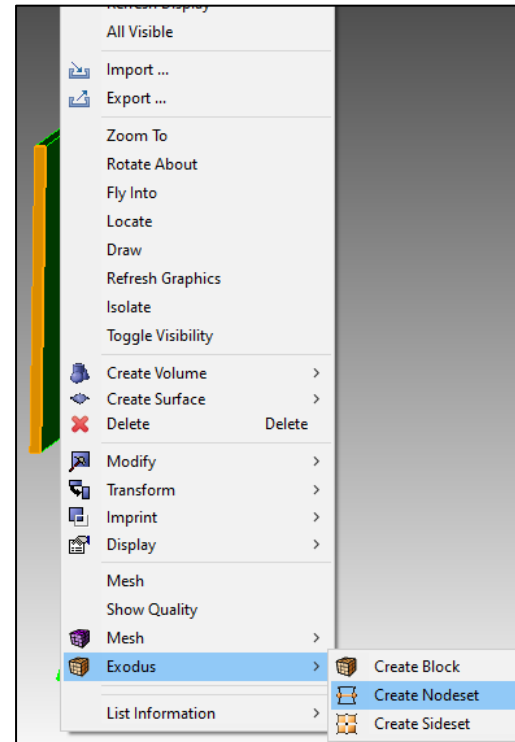 Refresh Display
All Visible
Import ...
Export ...
Zoom To
Rotate About
Fly Into
Locate
Draw
Refresh Graphics
Isolate
Toggle Visibility
Create Volume
Create Surface
Delete Delete
Modify
Transform
Imprint
Display
Mesh
Show Quality
Mesh
Exodus
Create Block
Create Nodeset
Create Sideset
List Information